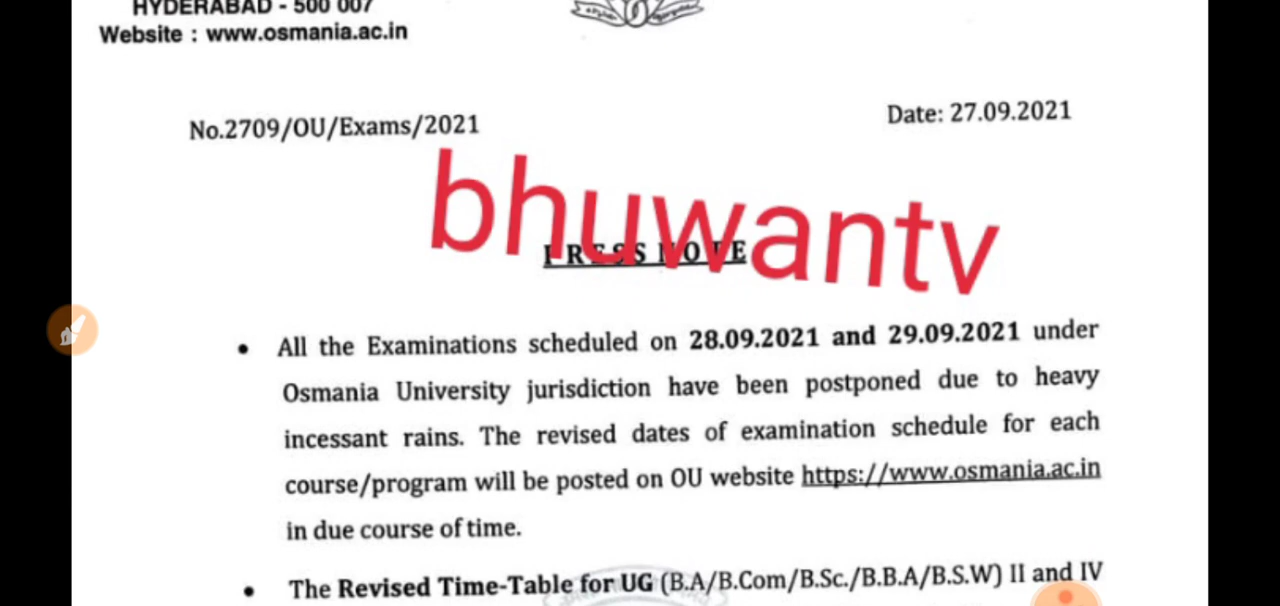 HYDERABAD - 500 007
Website : www.osmania.ac.in
No.2709/OU/Exams/2021
Date: 27.09.2021
bhuwantv
PRESS NOTE
• All the Examinations scheduled on 28.09.2021 and 29.09.2021 under
Osmania University jurisdiction have been postponed due to heavy
incessant rains. The revised dates of examination schedule for each
course/program will be posted on OU website https://www.osmania.ac.in
in due course of time.
• The Revised Time-Table for UG (B.A/B.Com/B.Sc./B.B.A/B.S.W) II and IV